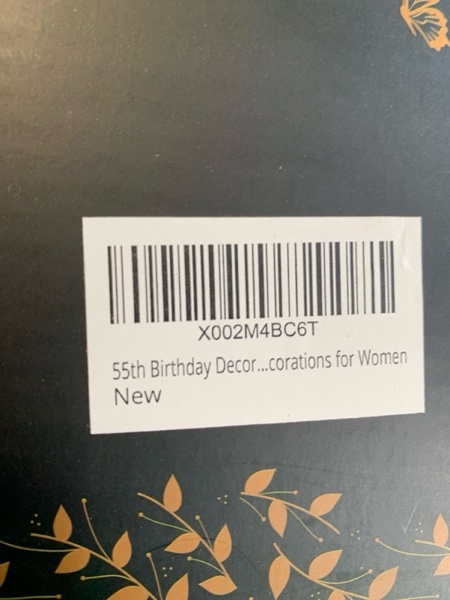 X002M4BC6T
55th Birthday Decor...corations for Women
New